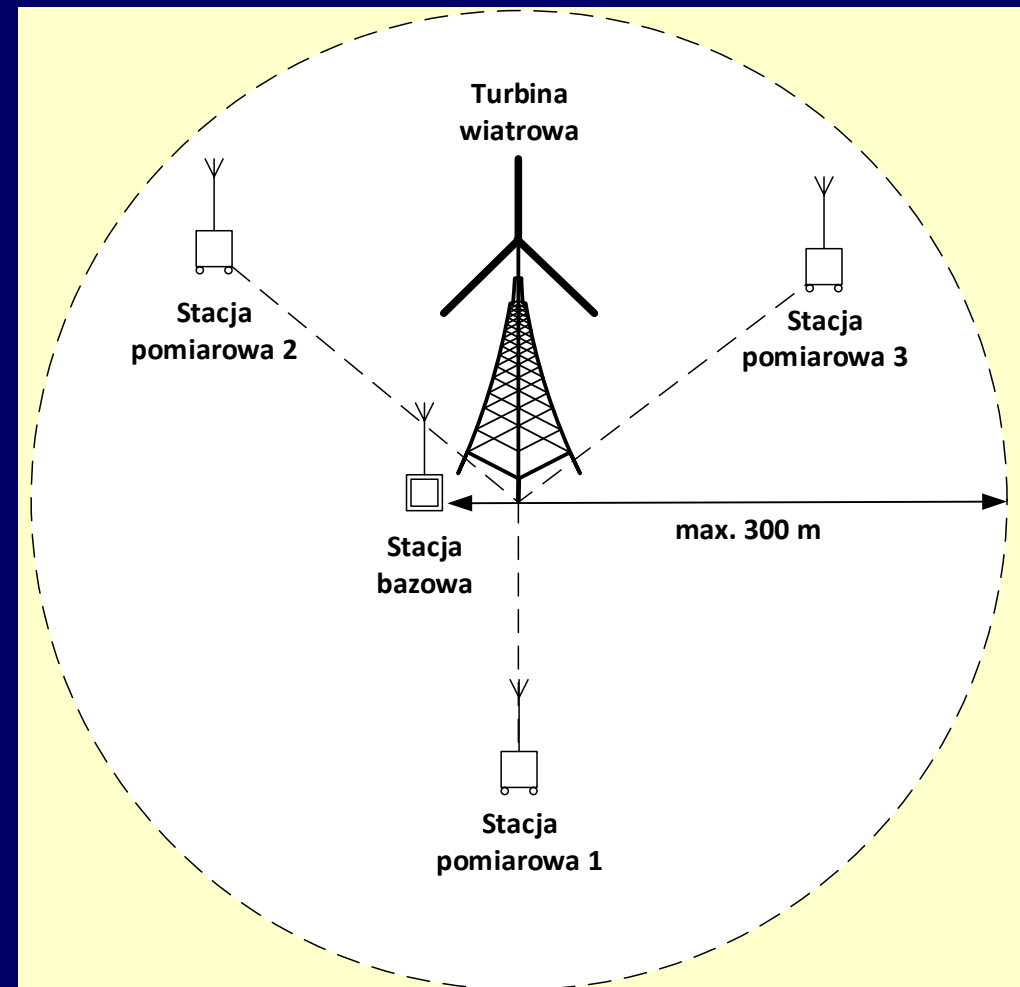 Turbina
wiatrowa
Stacja
pomiarowa 2
Stacja
pomiarowa 3
Stacja
bazowa
max. 300 m
Stacja
pomiarowa 1